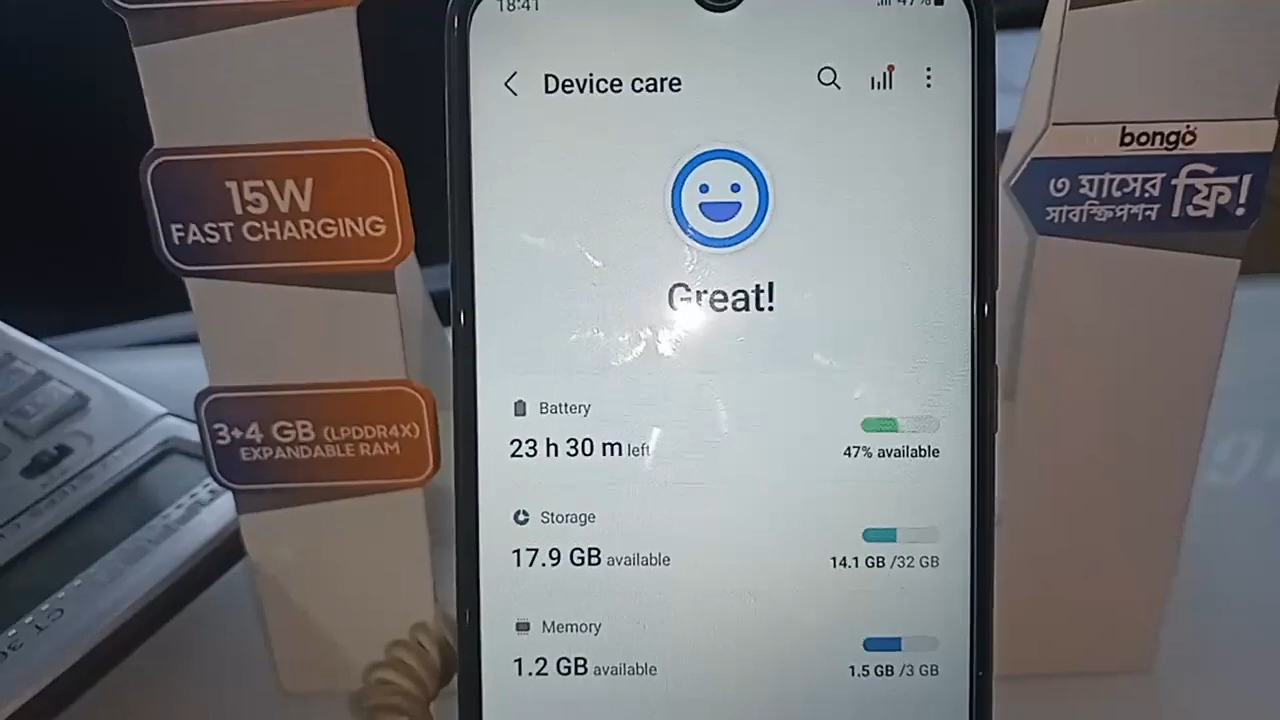 18:41
47%
Device care
Great!
Battery
23 h 30 m left
47% available
Storage
17.9 GB available
14.1 GB /32 GB
Memory
1.2 GB available
1.5 GB /3 GB
15W
FAST CHARGING
3+4 GB (LPDDR4X)
EXPANDABLE RAM
bongo
৩ মাসের
সাবস্ক্রিপশন ফ্রি!